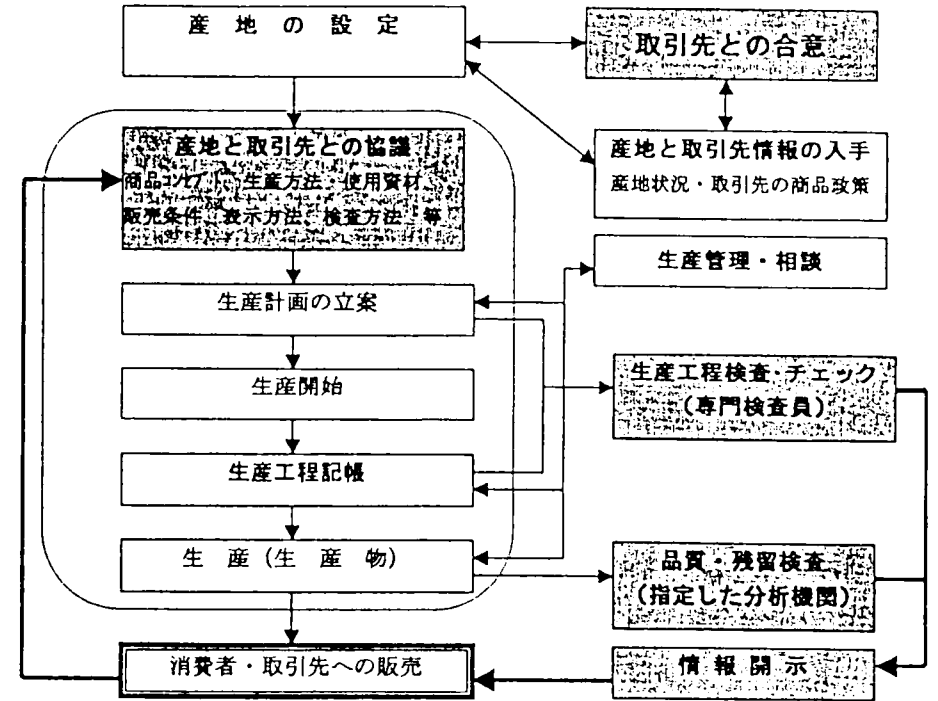 産地の設定
取引先との合意
産地と取引先との協議
商品コンセプト、生産方法、使用資材、
販売条件、表示方法、検査方法、等
産地と取引先情報の入手
産地状況・取引先の商品政策
生産管理・相談
生産計画の立案
生産開始
生産工程検査・チェック
(専門検査員)
生産工程記帳
生産(生産物)
品質・残留検査
(指定した分析機関)
消費者・取引先への販売
情報開示